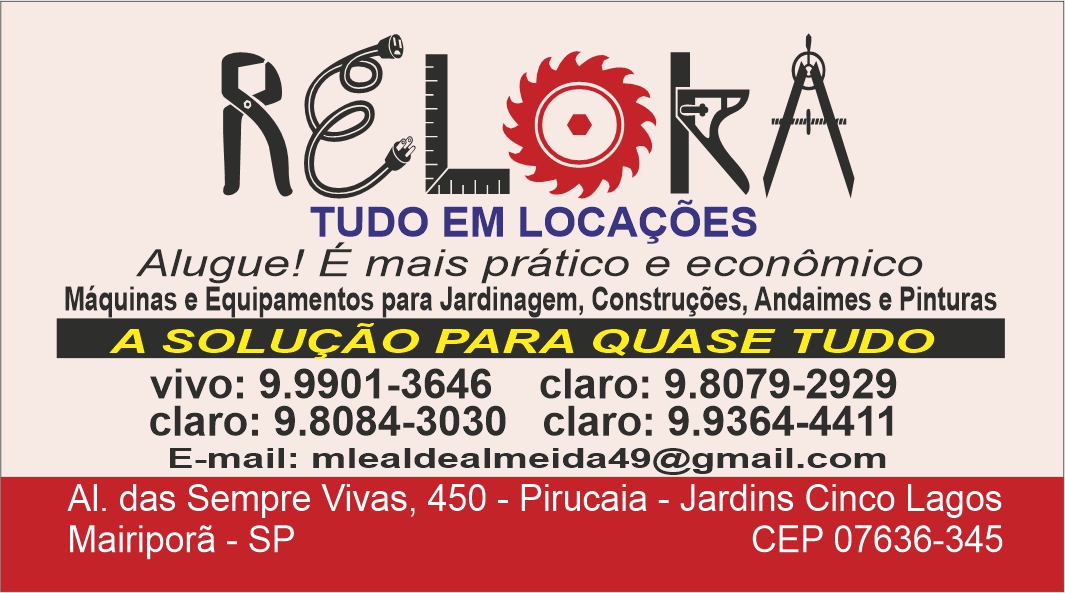 RELOKA
TUDO EM LOCAÇÕES
Alugue! É mais prático e econômico
Máquinas e Equipamentos para Jardinagem, Construções, Andaimes e Pinturas
A SOLUÇÃO PARA QUASE TUDO
vivo: 9.9901-3646 claro: 9.8079-2929
claro: 9.8084-3030 claro: 9.9364-4411
E-mail: mlealdealmeida49@gmail.com
Al. das Sempre Vivas, 450 - Pirucaia - Jardins Cinco Lagos
Mairiporã - SP CEP 07636-345